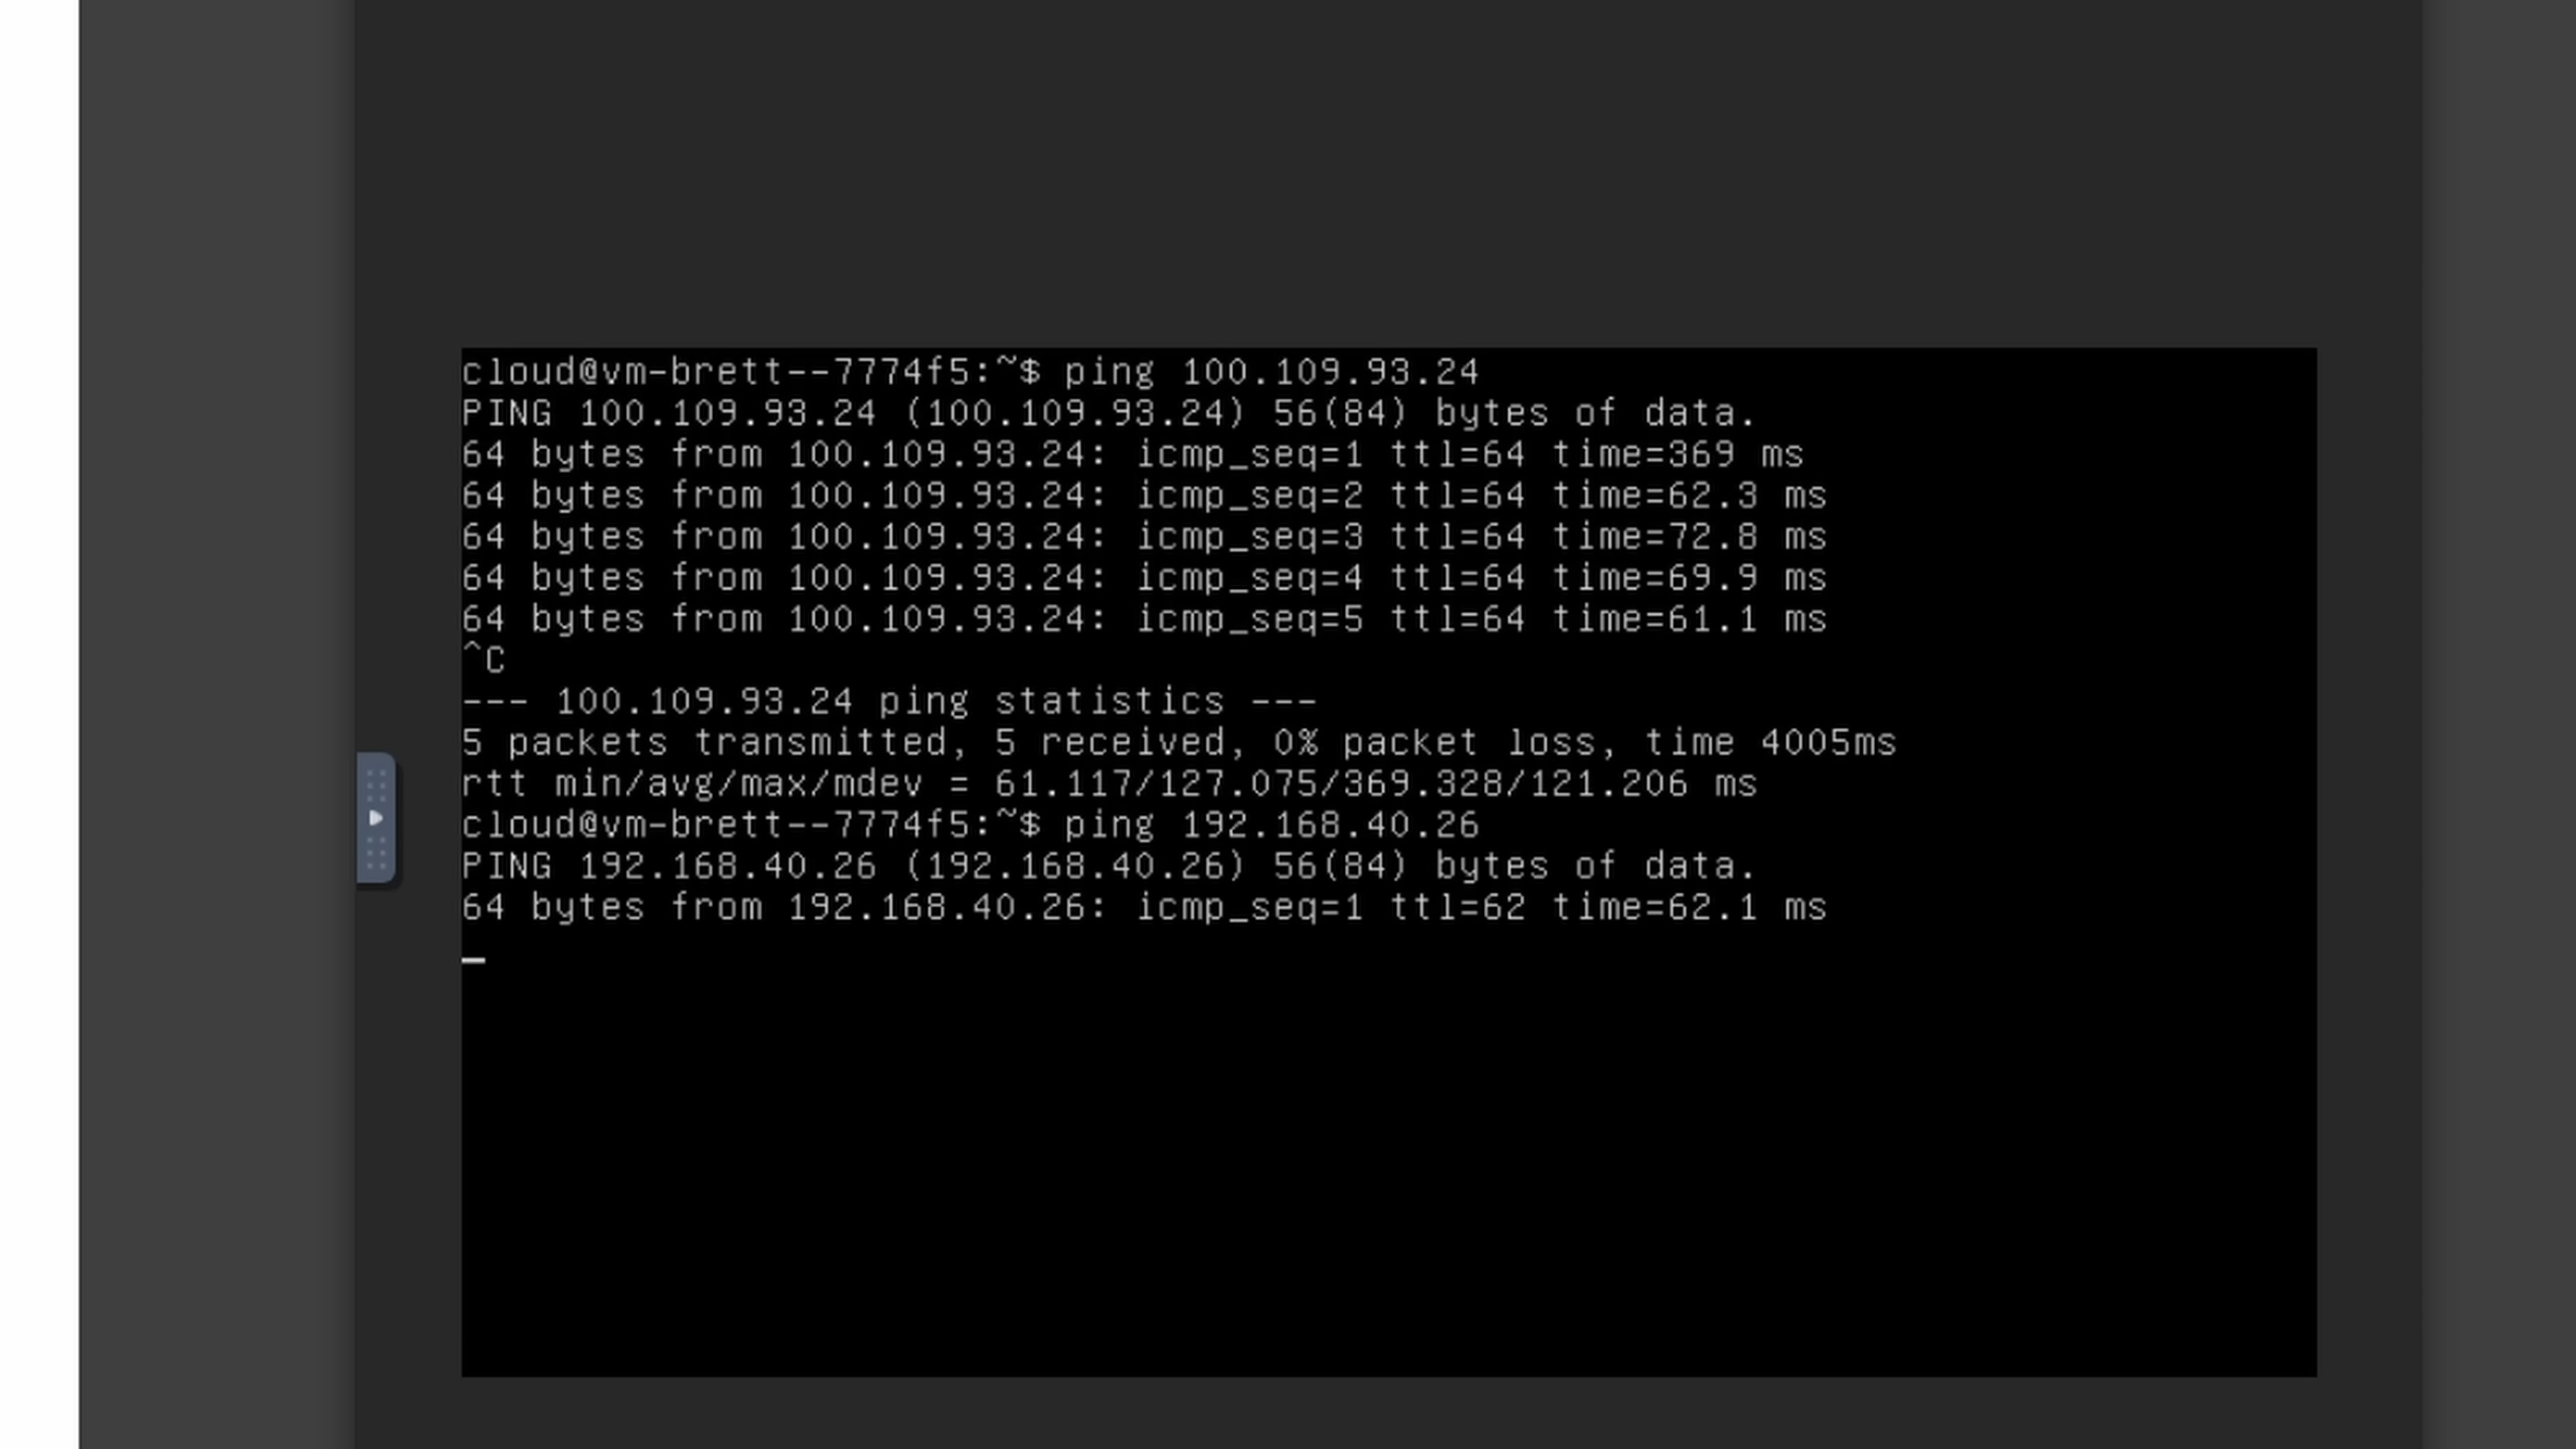 cloud@vm-brett--7774f5:~$ ping 100.109.93.24
PING 100.109.93.24 (100.109.93.24) 56(84) bytes of data.
64 bytes from 100.109.93.24: icmp_seq=1 ttl=64 time=369 ms
64 bytes from 100.109.93.24: icmp_seq=2 ttl=64 time=62.3 ms
64 bytes from 100.109.93.24: icmp_seq=3 ttl=64 time=72.8 ms
64 bytes from 100.109.93.24: icmp_seq=4 ttl=64 time=69.9 ms
64 bytes from 100.109.93.24: icmp_seq=5 ttl=64 time=61.1 ms
^C
--- 100.109.93.24 ping statistics ---
5 packets transmitted, 5 received, 0% packet loss, time 4005ms
rtt min/avg/max/mdev = 61.117/127.075/369.328/121.206 ms
cloud@vm-brett--7774f5:~$ ping 192.168.40.26
PING 192.168.40.26 (192.168.40.26) 56(84) bytes of data.
64 bytes from 192.168.40.26: icmp_seq=1 ttl=62 time=62.1 ms